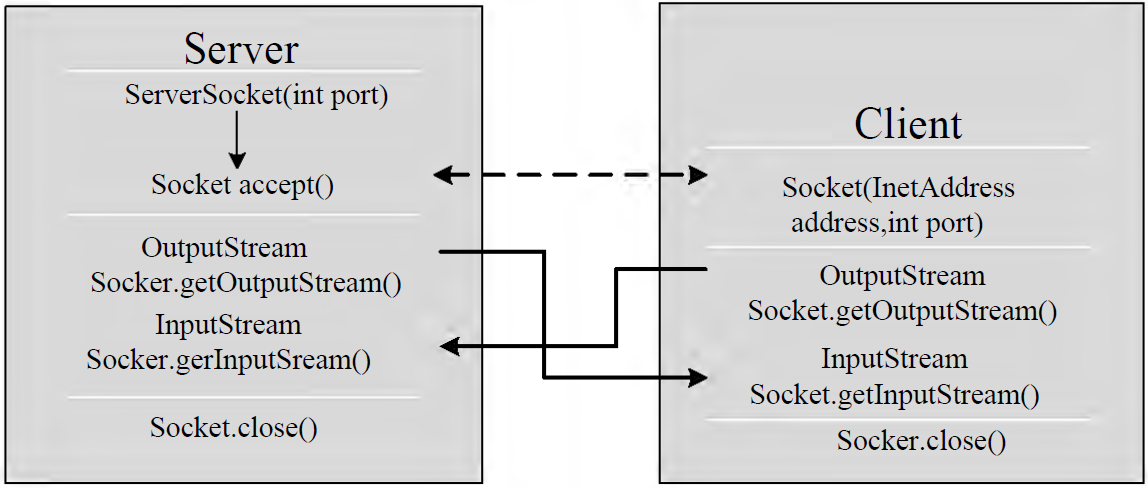 Server
ServerSocket(int port)
Socket accept()
OutputStream
Socker.getOutputStream()
InputStream
Socker.gerInputSream()
Socket.close()
Client
Socket(InetAddress
address,int port)
OutputStream
Socket.getOutputStream()
InputStream
Socket.getInputStream()
Socker.close()